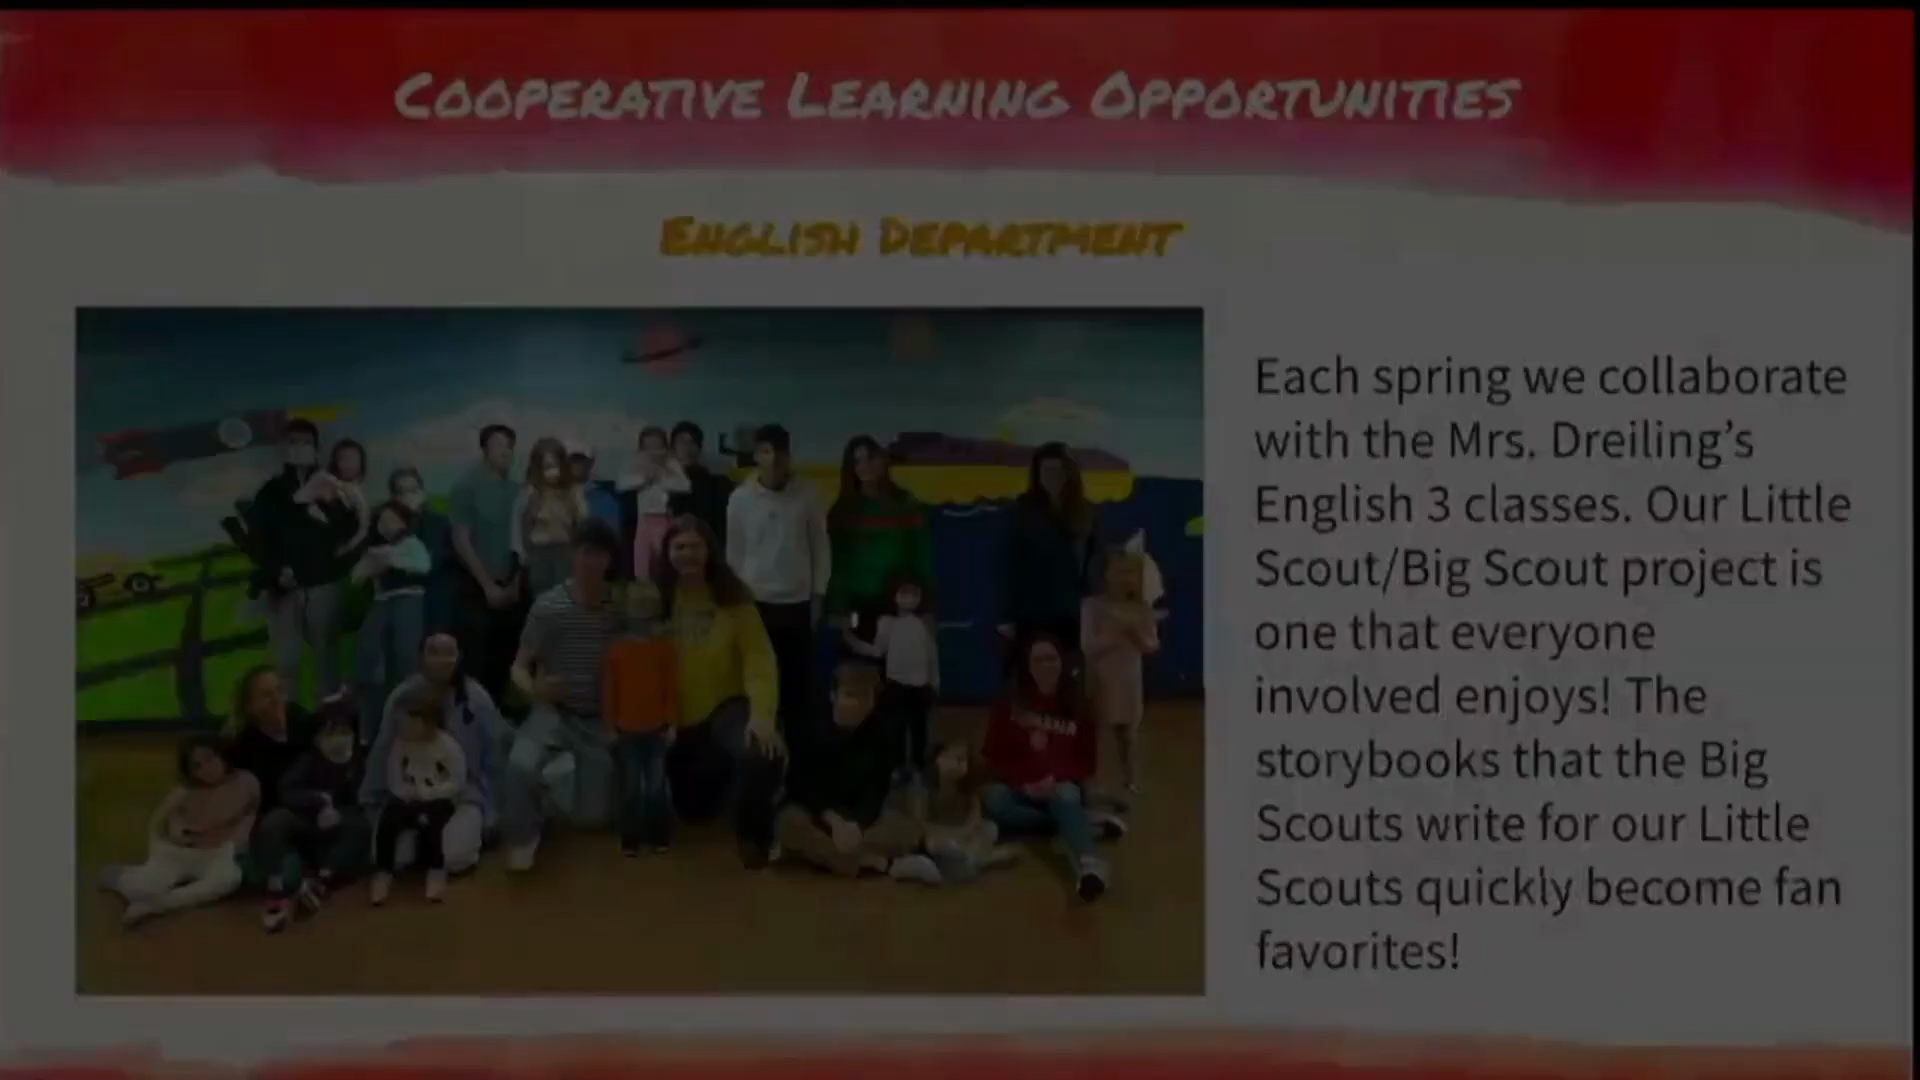 Cooperative Learning Opportunities
English Department
Each spring we collaborate
with the Mrs. Dreiling’s
English 3 classes. Our Little
Scout/Big Scout project is
one that everyone
involved enjoys! The
storybooks that the Big
Scouts write for our Little
Scouts quickly become fan
favorites!